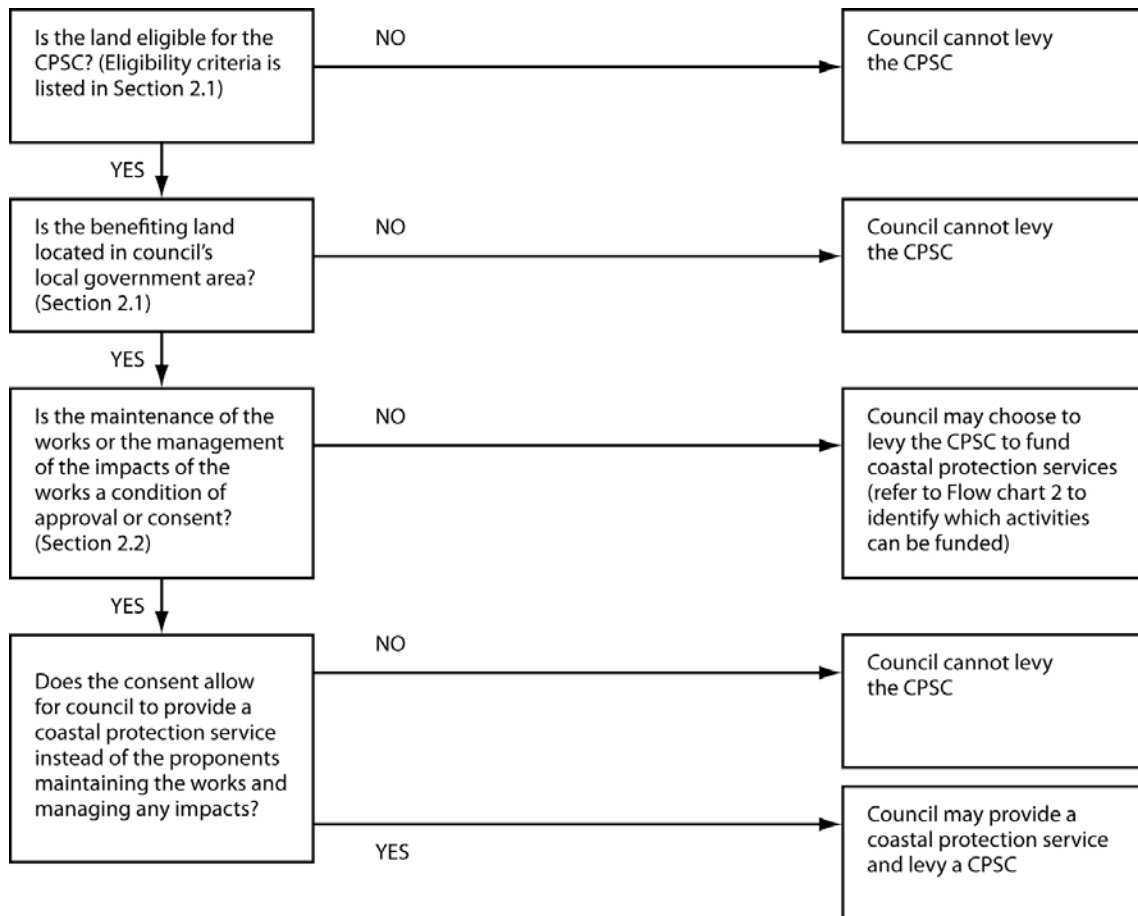 Is the land eligible for the
CPSC? (Eligibility criteria is
listed in Section 2.1)
NO
Council cannot levy
the CPSC
YES
Is the benefiting land
located in council's
local government area?
(Section 2.1)
NO
Council cannot levy
the CPSC
YES
Is the maintenance of the
works or the management
of the impacts of the
works a condition of
approval or consent?
(Section 2.2)
NO
Council may choose to
levy the CPSC to fund
coastal protection services
(refer to Flow chart 2 to
identify which activities
can be funded)
YES
Does the consent allow
for council to provide a
coastal protection service
instead of the proponents
maintaining the works and
managing any impacts?
NO
Council cannot levy
the CPSC
YES
Council may provide a
coastal protection service
and levy a CPSC